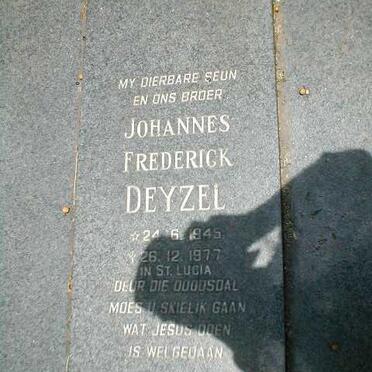 MY DIERBARE SEUN
EN ONS BROER
JOHANNES
FREDERICK
DEYZEL
☆ 24. 6. 1945
26. 12. 1977
IN ST. LUCIA
DEUR DIE DOODSDAL
MOES U SKIELIK GAAN
WAT JESUS DOEN
IS WELGEDAAN